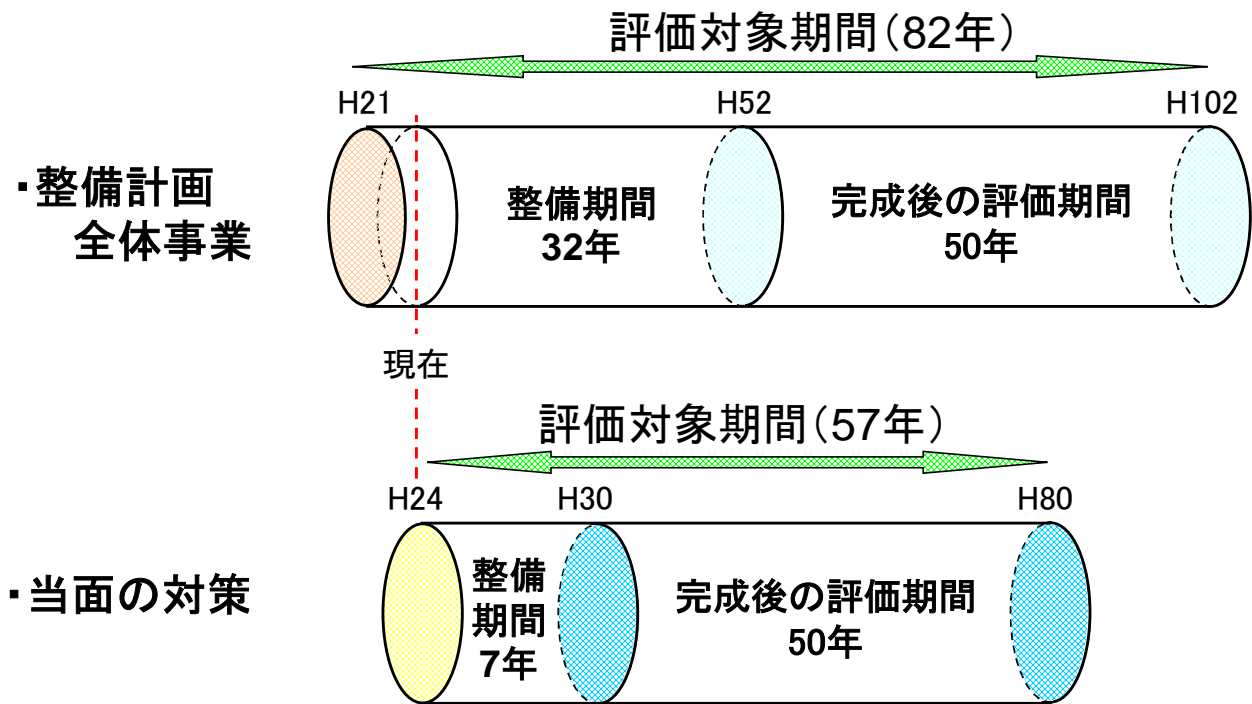 評価対象期間(82年)
H21
H52
H102
・整備計画
全体事業
整備期間
32年
完成後の評価期間
50年
現在
評価対象期間(57年)
H24
H30
H80
・当面の対策
整備
期間
7年
完成後の評価期間
50年